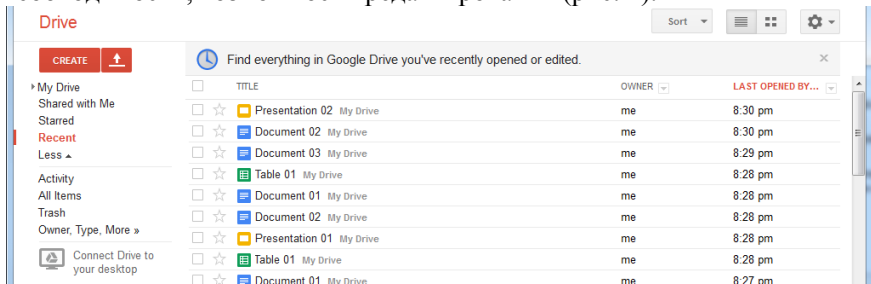 Drive
Sort
CREATE
Find everything in Google Drive you've recently opened or edited.
My Drive
Shared with Me
Starred
Recent
Less
Activity
All Items
Trash
Owner, Type, More »
Connect Drive to
your desktop
TITLE OWNER LAST OPENED BY...
Presentation 02 My Drive me 8:30 pm
Document 02 My Drive me 8:30 pm
Document 03 My Drive me 8:29 pm
Table 01 My Drive me 8:28 pm
Document 01 My Drive me 8:28 pm
Document 02 My Drive me 8:28 pm
Presentation 01 My Drive me 8:28 pm
Table 01 My Drive me 8:28 pm
Document 01 My Drive me 8:27 pm